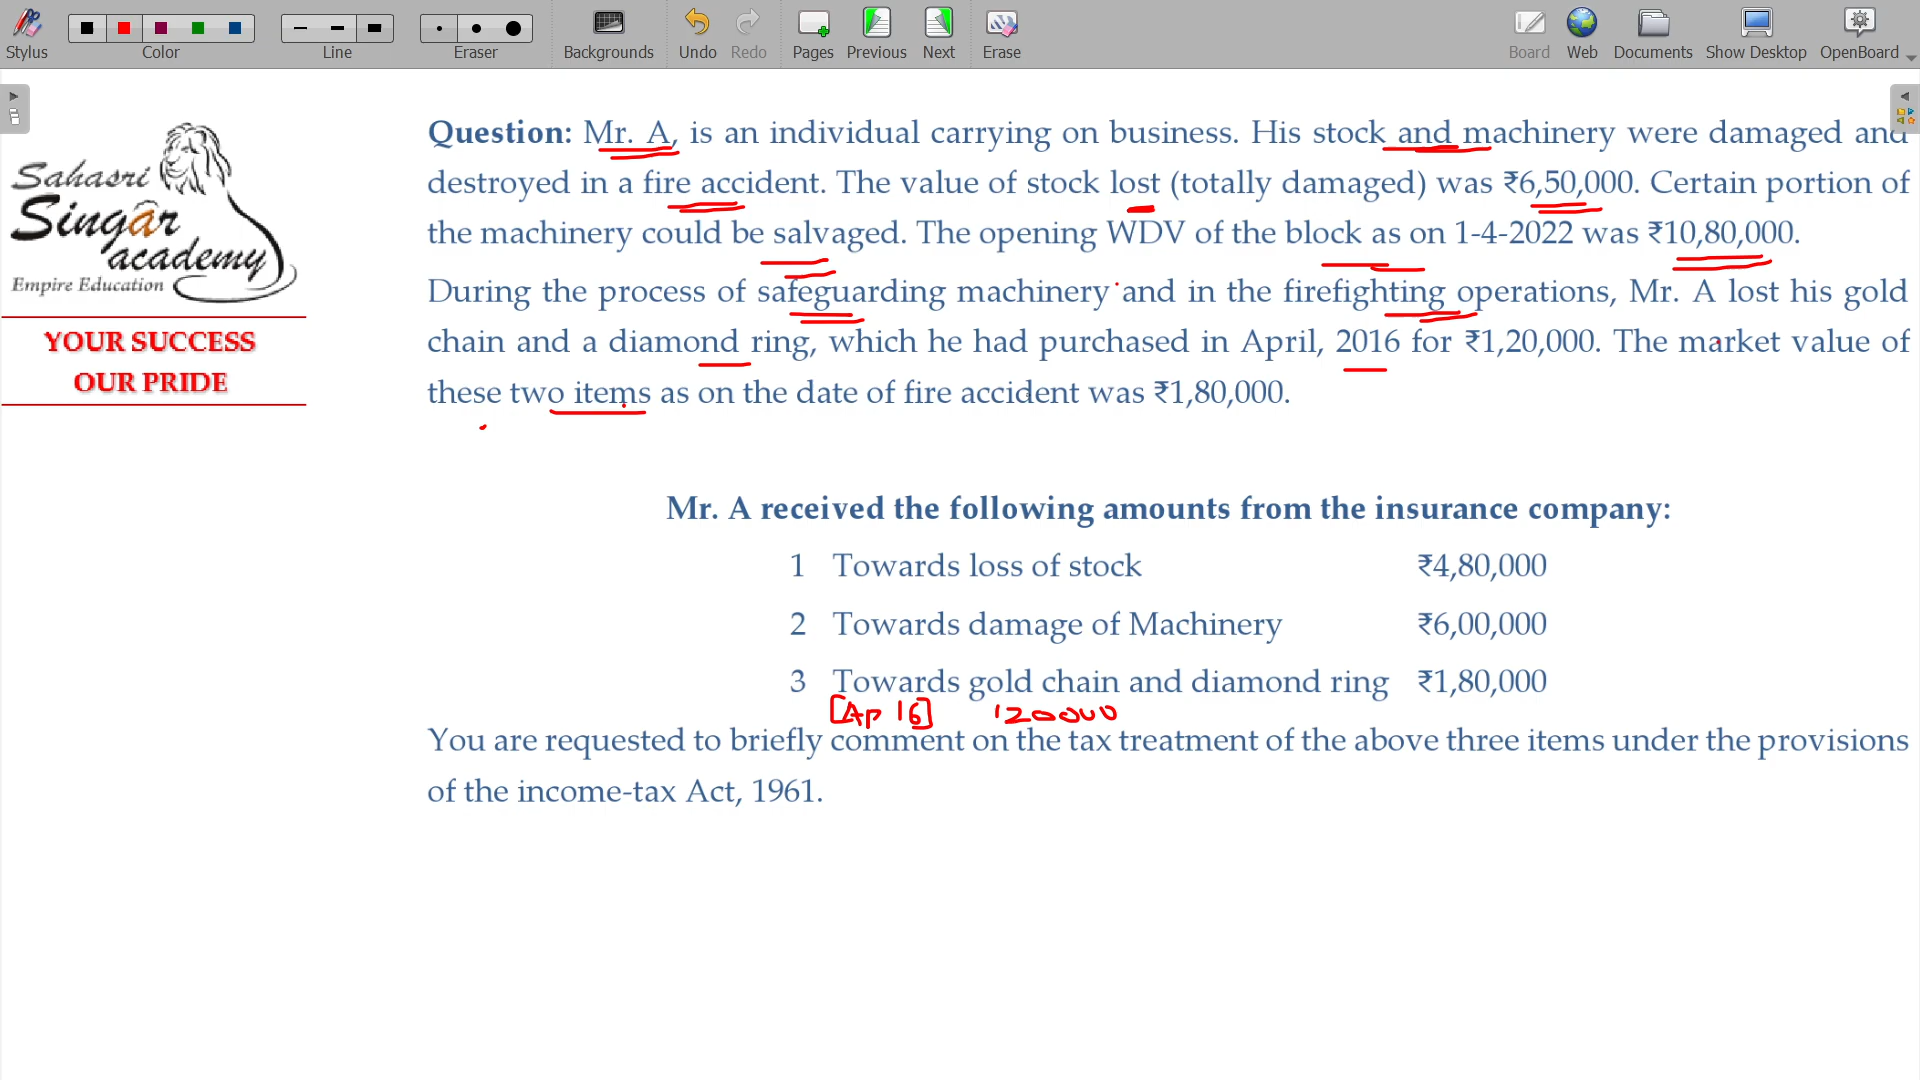 Stylus Color Line Eraser Backgrounds Undo Redo Pages Previous Next Erase Board Web Documents Show Desktop OpenBoard
Sahasri
Singar
academy
Empire Education
YOUR SUCCESS
OUR PRIDE
Question: Mr. A, is an individual carrying on business. His stock and machinery were damaged and
destroyed in a fire accident. The value of stock lost (totally damaged) was ₹6,50,000. Certain portion of
the machinery could be salvaged. The opening WDV of the block as on 1-4-2022 was ₹10,80,000.
During the process of safeguarding machinery and in the firefighting operations, Mr. A lost his gold
chain and a diamond ring, which he had purchased in April, 2016 for ₹1,20,000. The market value of
these two items as on the date of fire accident was ₹1,80,000.
Mr. A received the following amounts from the insurance company:
1 Towards loss of stock ₹4,80,000
2 Towards damage of Machinery ₹6,00,000
3 Towards gold chain and diamond ring ₹1,80,000
[Ap 16] 120000
You are requested to briefly comment on the tax treatment of the above three items under the provisions
of the income-tax Act, 1961.